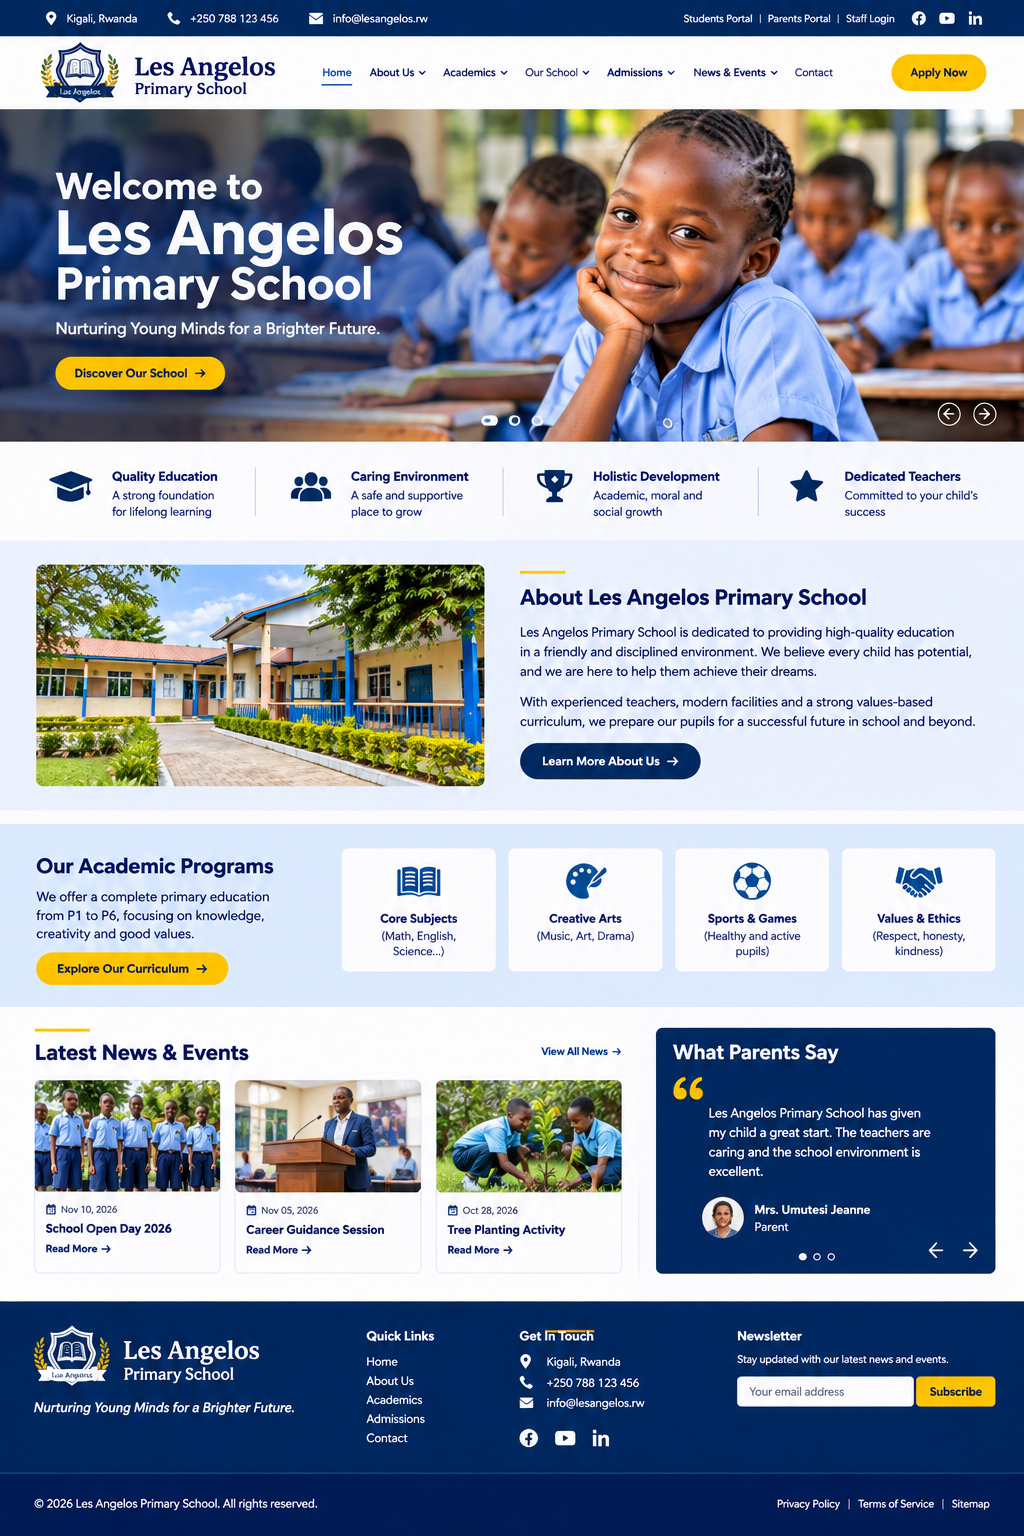 Kigali, Rwanda
+250 788 123 456
info@lesangelos.rw
Students Portal | Parents Portal | Staff Login
Les Angelos
Les Angelos
Primary School
Home
About Us
Academics
Our School
Admissions
News & Events
Contact
Apply Now
Welcome to
Les Angelos
Primary School
Nurturing Young Minds for a Brighter Future.
Discover Our School →
Quality Education
A strong foundation
for lifelong learning
Caring Environment
A safe and supportive
place to grow
Holistic Development
Academic, moral and
social growth
Dedicated Teachers
Committed to your child's
success
About Les Angelos Primary School
Les Angelos Primary School is dedicated to providing high-quality education
in a friendly and disciplined environment. We believe every child has potential,
and we are here to help them achieve their dreams.
With experienced teachers, modern facilities and a strong values-based
curriculum, we prepare our pupils for a successful future in school and beyond.
Learn More About Us →
Our Academic Programs
We offer a complete primary education
from P1 to P6, focusing on knowledge,
creativity and good values.
Explore Our Curriculum →
Core Subjects
(Math, English,
Science...)
Creative Arts
(Music, Art, Drama)
Sports & Games
(Healthy and active
pupils)
Values & Ethics
(Respect, honesty,
kindness)
Latest News & Events
View All News →
Nov 10, 2026
School Open Day 2026
Read More →
Nov 05, 2026
Career Guidance Session
Read More →
Oct 28, 2026
Tree Planting Activity
Read More →
What Parents Say
“
Les Angelos Primary School has given
my child a great start. The teachers are
caring and the school environment is
excellent.
Mrs. Umutesi Jeanne
Parent
Les Angelos
Les Angelos
Primary School
Nurturing Young Minds for a Brighter Future.
Quick Links
Home
About Us
Academics
Admissions
Contact
Get In Touch
Kigali, Rwanda
+250 788 123 456
info@lesangelos.rw
Newsletter
Stay updated with our latest news and events.
Your email address
Subscribe
© 2026 Les Angelos Primary School. All rights reserved.
Privacy Policy | Terms of Service | Sitemap